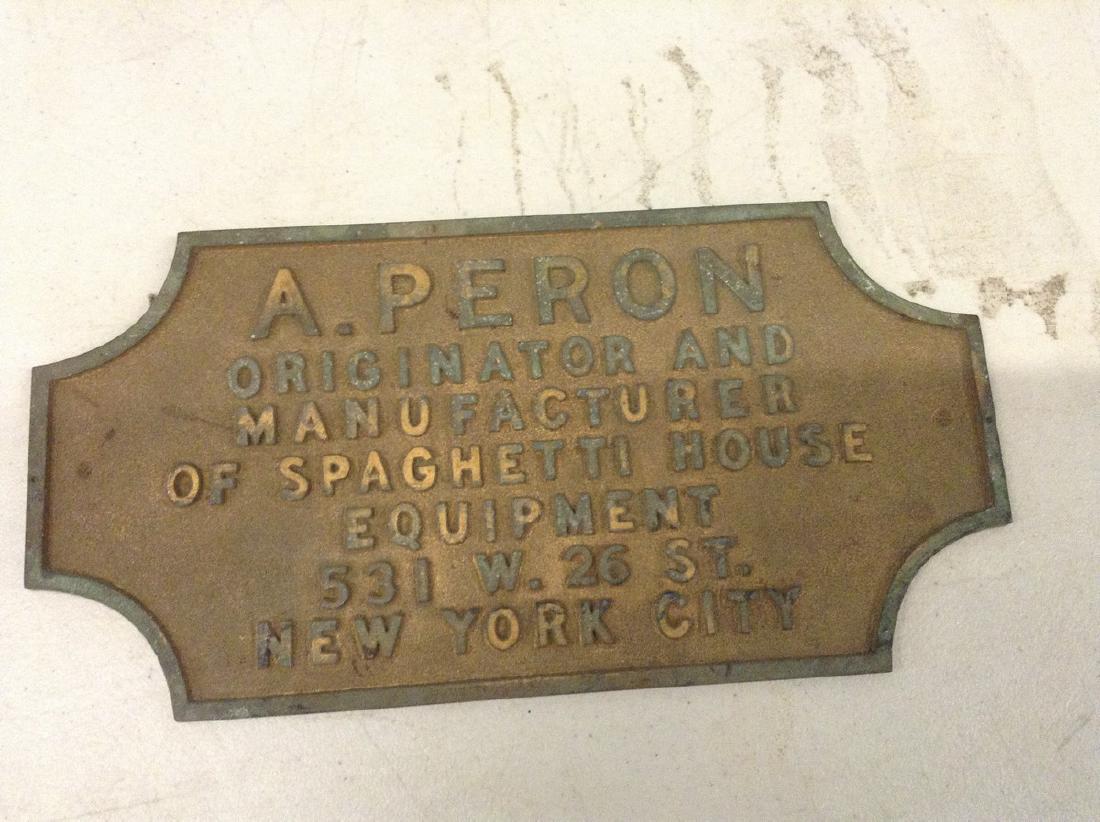 A. PERON
ORIGINATOR AND
MANUFACTURER
OF SPAGHETTI HOUSE
EQUIPMENT
531 W. 26 ST.
NEW YORK CITY